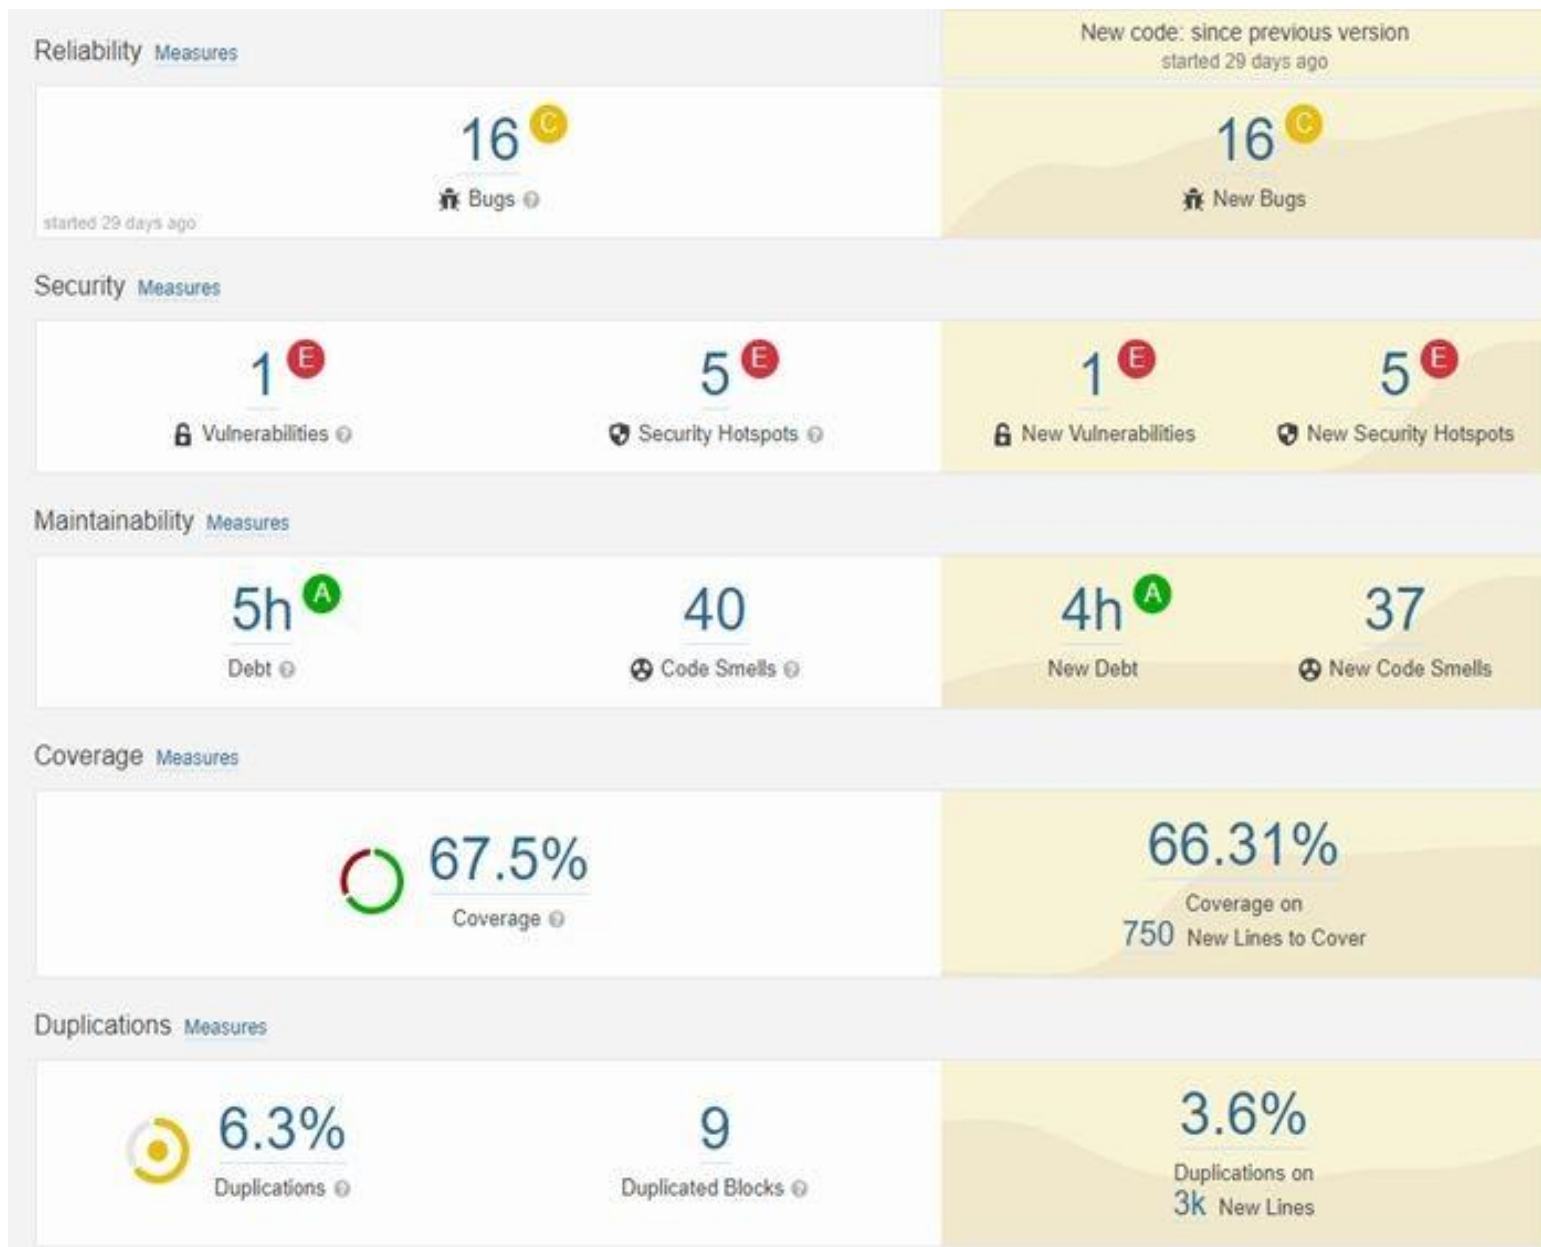 Reliability Measures
New code: since previous version
started 29 days ago
16 C
Bugs ?
started 29 days ago
16 C
New Bugs
Security Measures
1 E
Vulnerabilities ?
5 E
Security Hotspots ?
1 E
New Vulnerabilities
5 E
New Security Hotspots
Maintainability Measures
5h A
Debt ?
40
Code Smells ?
4h A
New Debt
37
New Code Smells
Coverage Measures
67.5%
Coverage ?
66.31%
Coverage on
750 New Lines to Cover
Duplications Measures
6.3%
Duplications ?
9
Duplicated Blocks ?
3.6%
Duplications on
3k New Lines